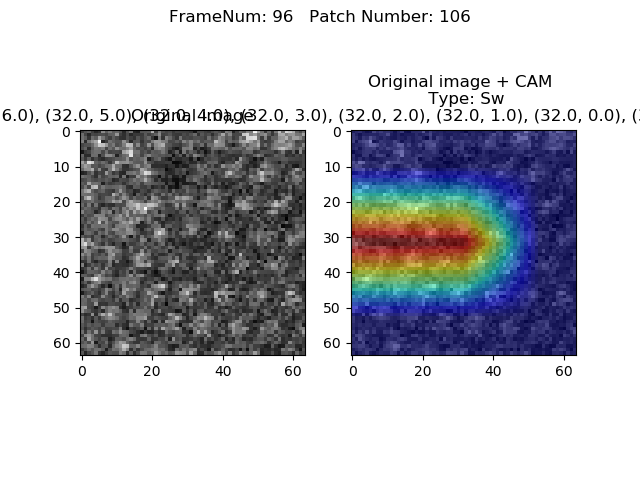 FrameNum: 96   Patch Number: 106
Original image + CAM
Type: Sw
6.0), (32.0, 5.0), (32.0, 4.0), (32.0, 3.0), (32.0, 2.0), (32.0, 1.0), (32.0, 0.0), (3
Original image
0
10
20
30
40
50
60
0 20 40 60
0
10
20
30
40
50
60
0 20 40 60